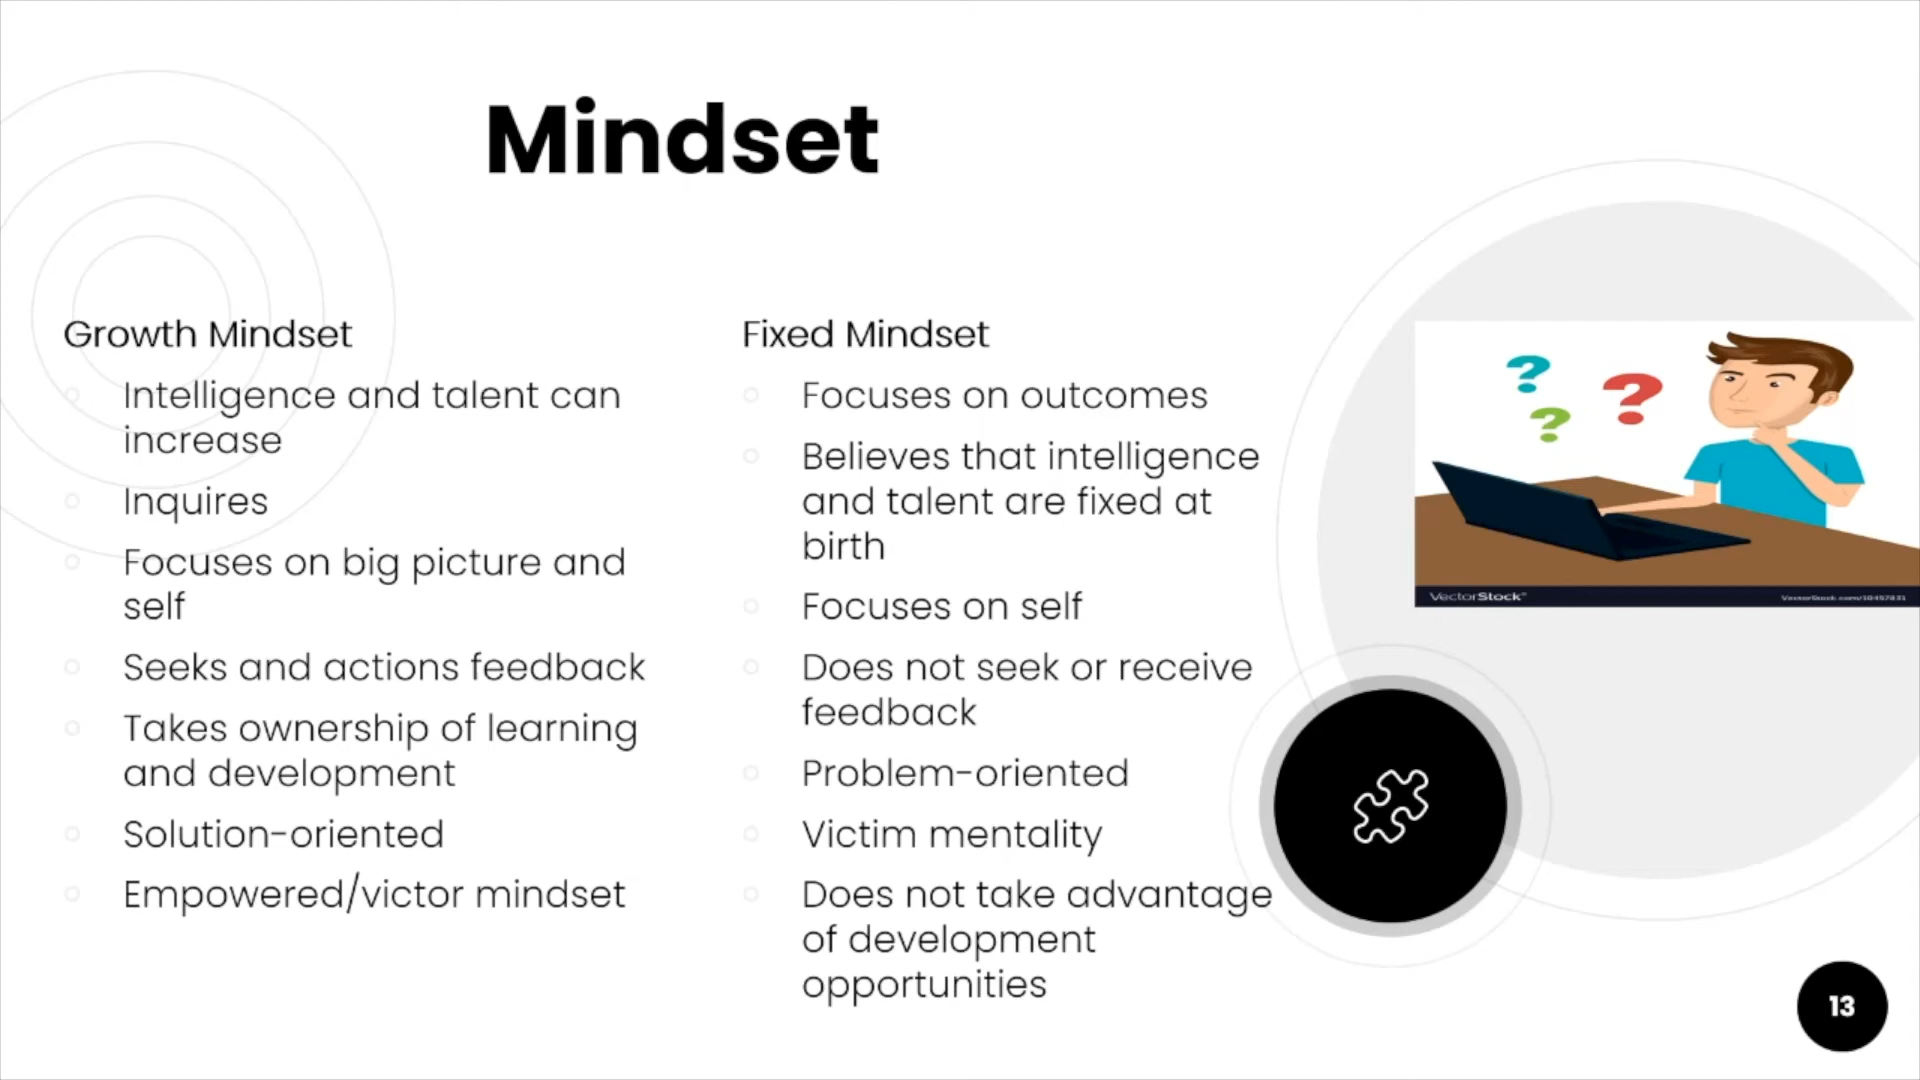 Mindset
Growth Mindset
Intelligence and talent can
increase
Inquires
Focuses on big picture and
self
Seeks and actions feedback
Takes ownership of learning
and development
Solution-oriented
Empowered/victor mindset
Fixed Mindset
Focuses on outcomes
Believes that intelligence
and talent are fixed at
birth
Focuses on self
Does not seek or receive
feedback
Problem-oriented
Victim mentality
Does not take advantage
of development
opportunities
? ? ?
VectorStock®
VectorStock.com/10457831
13